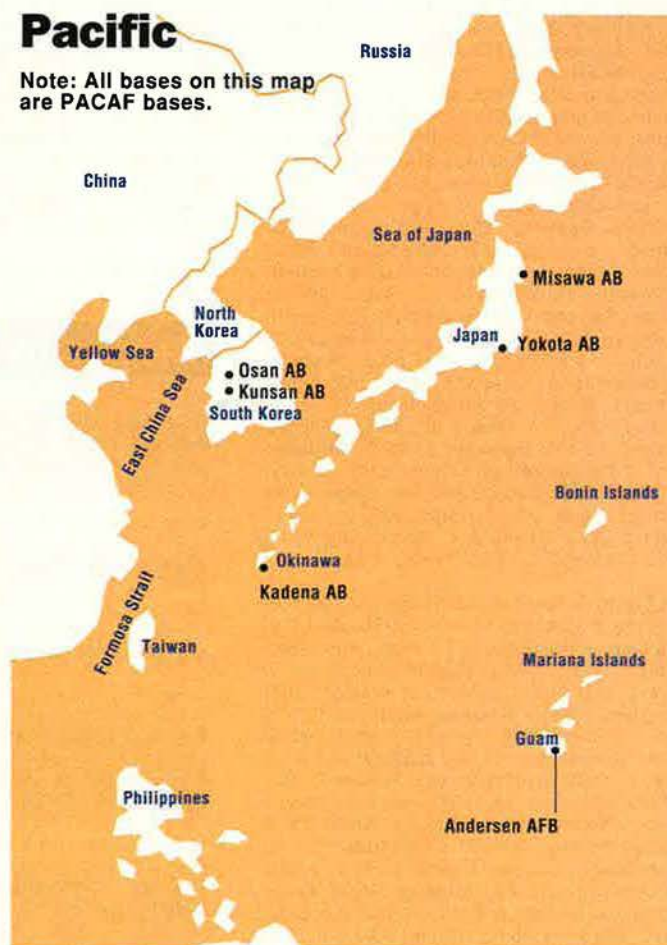 Pacific
Note: All bases on this map
are PACAF bases.
Russia
China
Sea of Japan
Misawa AB
North
Korea
Japan
Yokota AB
Yellow Sea
Osan AB
Kunsan AB
South Korea
East China Sea
Bonin Islands
Okinawa
Kadena AB
Formosa Strait
Taiwan
Mariana Islands
Guam
Philippines
Andersen AFB